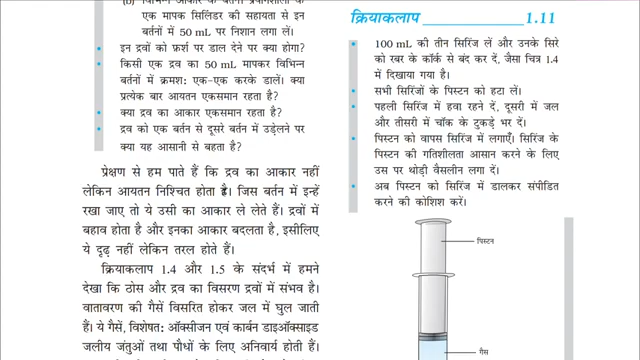 (b) विभिन्न आकार के बर्तन प्रयोगशाला के
एक मापक सिलिंडर की सहायता से इन
बर्तनों में 50 mL पर निशान लगा लें।
इन द्रवों को फ़र्श पर डाल देने पर क्या होगा?
किसी एक द्रव का 50 mL मापकर विभिन्न
बर्तनों में क्रमश: एक-एक करके डालें। क्या
प्रत्येक बार आयतन एकसमान रहता है?
क्या द्रव का आकार एकसमान रहता है?
द्रव को एक बर्तन से दूसरे बर्तन में उड़ेलने पर
क्या यह आसानी से बहता है?
प्रेक्षण से हम पाते हैं कि द्रव का आकार नहीं
लेकिन आयतन निश्चित होता है। जिस बर्तन में इन्हें
रखा जाए तो ये उसी का आकार ले लेते हैं। द्रवों में
बहाव होता है और इनका आकार बदलता है, इसीलिए
ये दृढ़ नहीं लेकिन तरल होते हैं।
क्रियाकलाप 1.4 और 1.5 के संदर्भ में हमने
देखा कि ठोस और द्रव का विसरण द्रवों में संभव है।
वातावरण की गैसें विसरित होकर जल में घुल जाती
हैं। ये गैसें, विशेषत: ऑक्सीजन एवं कार्बन डाइऑक्साइड
जलीय जंतुओं तथा पौधों के लिए अनिवार्य होती हैं।
क्रियाकलाप 1.11
100 mL की तीन सिरिंज लें और उनके सिरे
को रबर के कॉर्क से बंद कर दें, जैसा चित्र 1.4
में दिखाया गया है।
सभी सिरिंजों के पिस्टन को हटा लें।
पहली सिरिंज में हवा रहने दें, दूसरी में जल
और तीसरी में चॉक के टुकड़े भर दें।
पिस्टन को वापस सिरिंज में लगाएँ। सिरिंज के
पिस्टन की गतिशीलता आसान करने के लिए
उस पर थोड़ी वैसलीन लगा दें।
अब पिस्टन को सिरिंज में डालकर संपीडित
करने की कोशिश करें।
पिस्टन
गैस